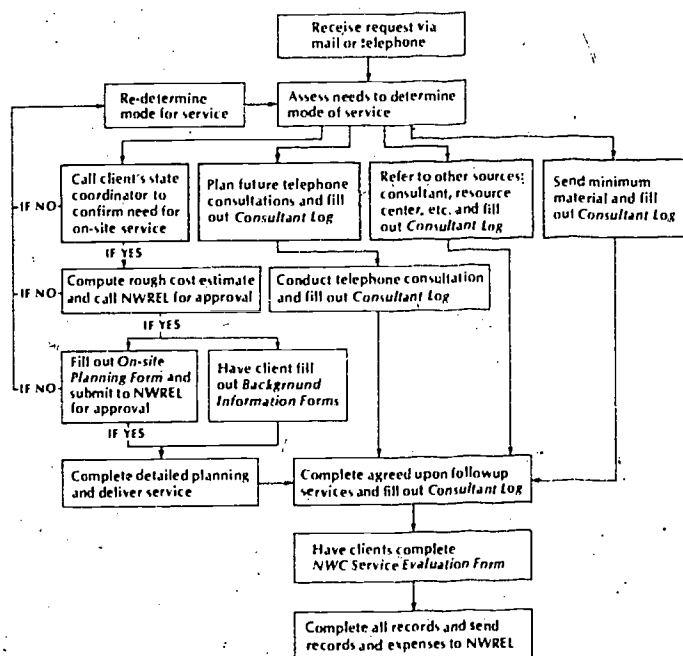 Receive request via
mail or telephone
Re-determine
mode for service
Assess needs to determine
mode of service
Call client's state
coordinator to
confirm need for
on-site service
Plan future telephone
consultations and fill
out Consultant Log
Refer to other sources:
consultant, resource
center, etc. and fill
out Consultant Log
Send minimum
material and fill
out Consultant Log
IF NO
IF YES
Compute rough cost estimate
and call NWREL for approval
Conduct telephone consultation
and fill out Consultant Log
IF NO
IF YES
Fill out On-site
Planning Form and
submit to NWREL
for approval
Have client fill
out Background
Information Forms
IF NO
IF YES
Complete detailed planning
and deliver service
Complete agreed upon followup
services and fill out Consultant Log
Have clients complete
NWC Service Evaluation Form
Complete all records and send
records and expenses to NWREL